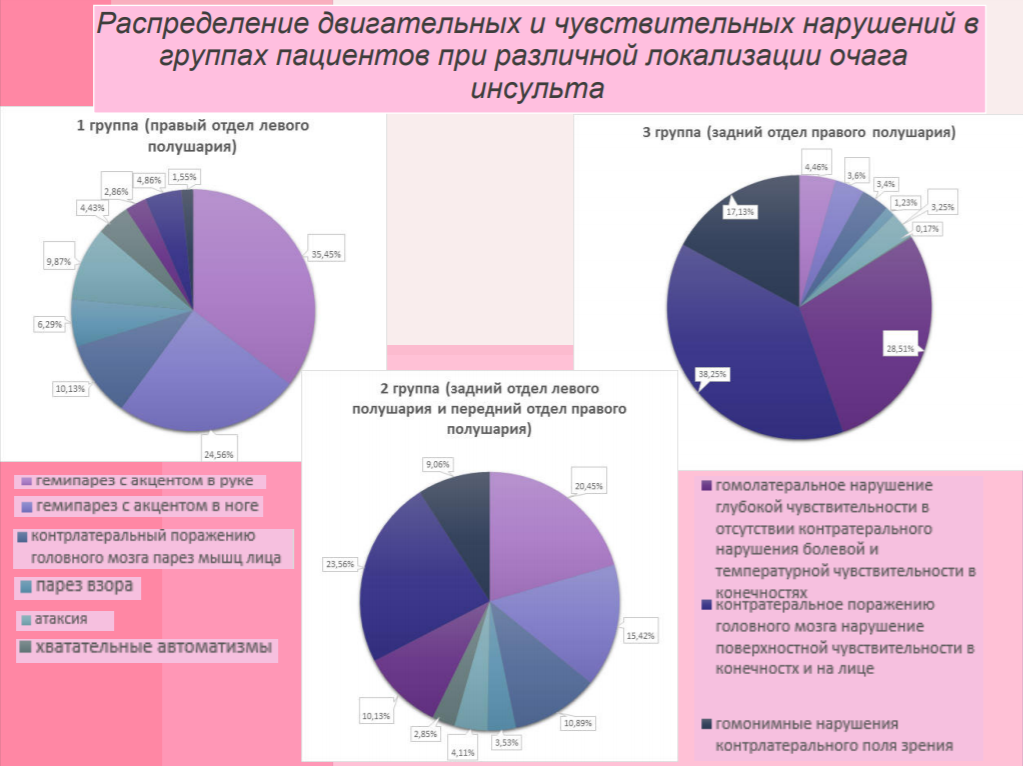 Распределение двигательных и чувствительных нарушений в
группах пациентов при различной локализации очага
инсульта
1 группа (правый отдел левого
полушария)
1,55%
4,86%
2,86%
4,43%
9,87%
6,29%
10,13%
24,56%
35,45%
3 группа (задний отдел правого полушария)
4,46%
3,6%
3,4%
1,23%
3,25%
0,17%
28,51%
38,25%
17,13%
2 группа (задний отдел левого
полушария и передний отдел правого
полушария)
9,06%
20,45%
23,56%
15,42%
10,13%
2,85%
4,11%
3,53%
10,89%
гемипарез с акцентом в руке
гемипарез с акцентом в ноге
контрлатеральный поражению
головного мозга парез мышц лица
парез взора
атаксия
хватательные автоматизмы
гомолатеральное нарушение
глубокой чувствительности в
отсутствии контратерального
нарушения болевой и
температурной чувствительности в
конечностях
контратеральное поражению
головного мозга нарушение
поверхностной чувствительности в
конечностх и на лице
гомонимные нарушения
контрлатерального поля зрения